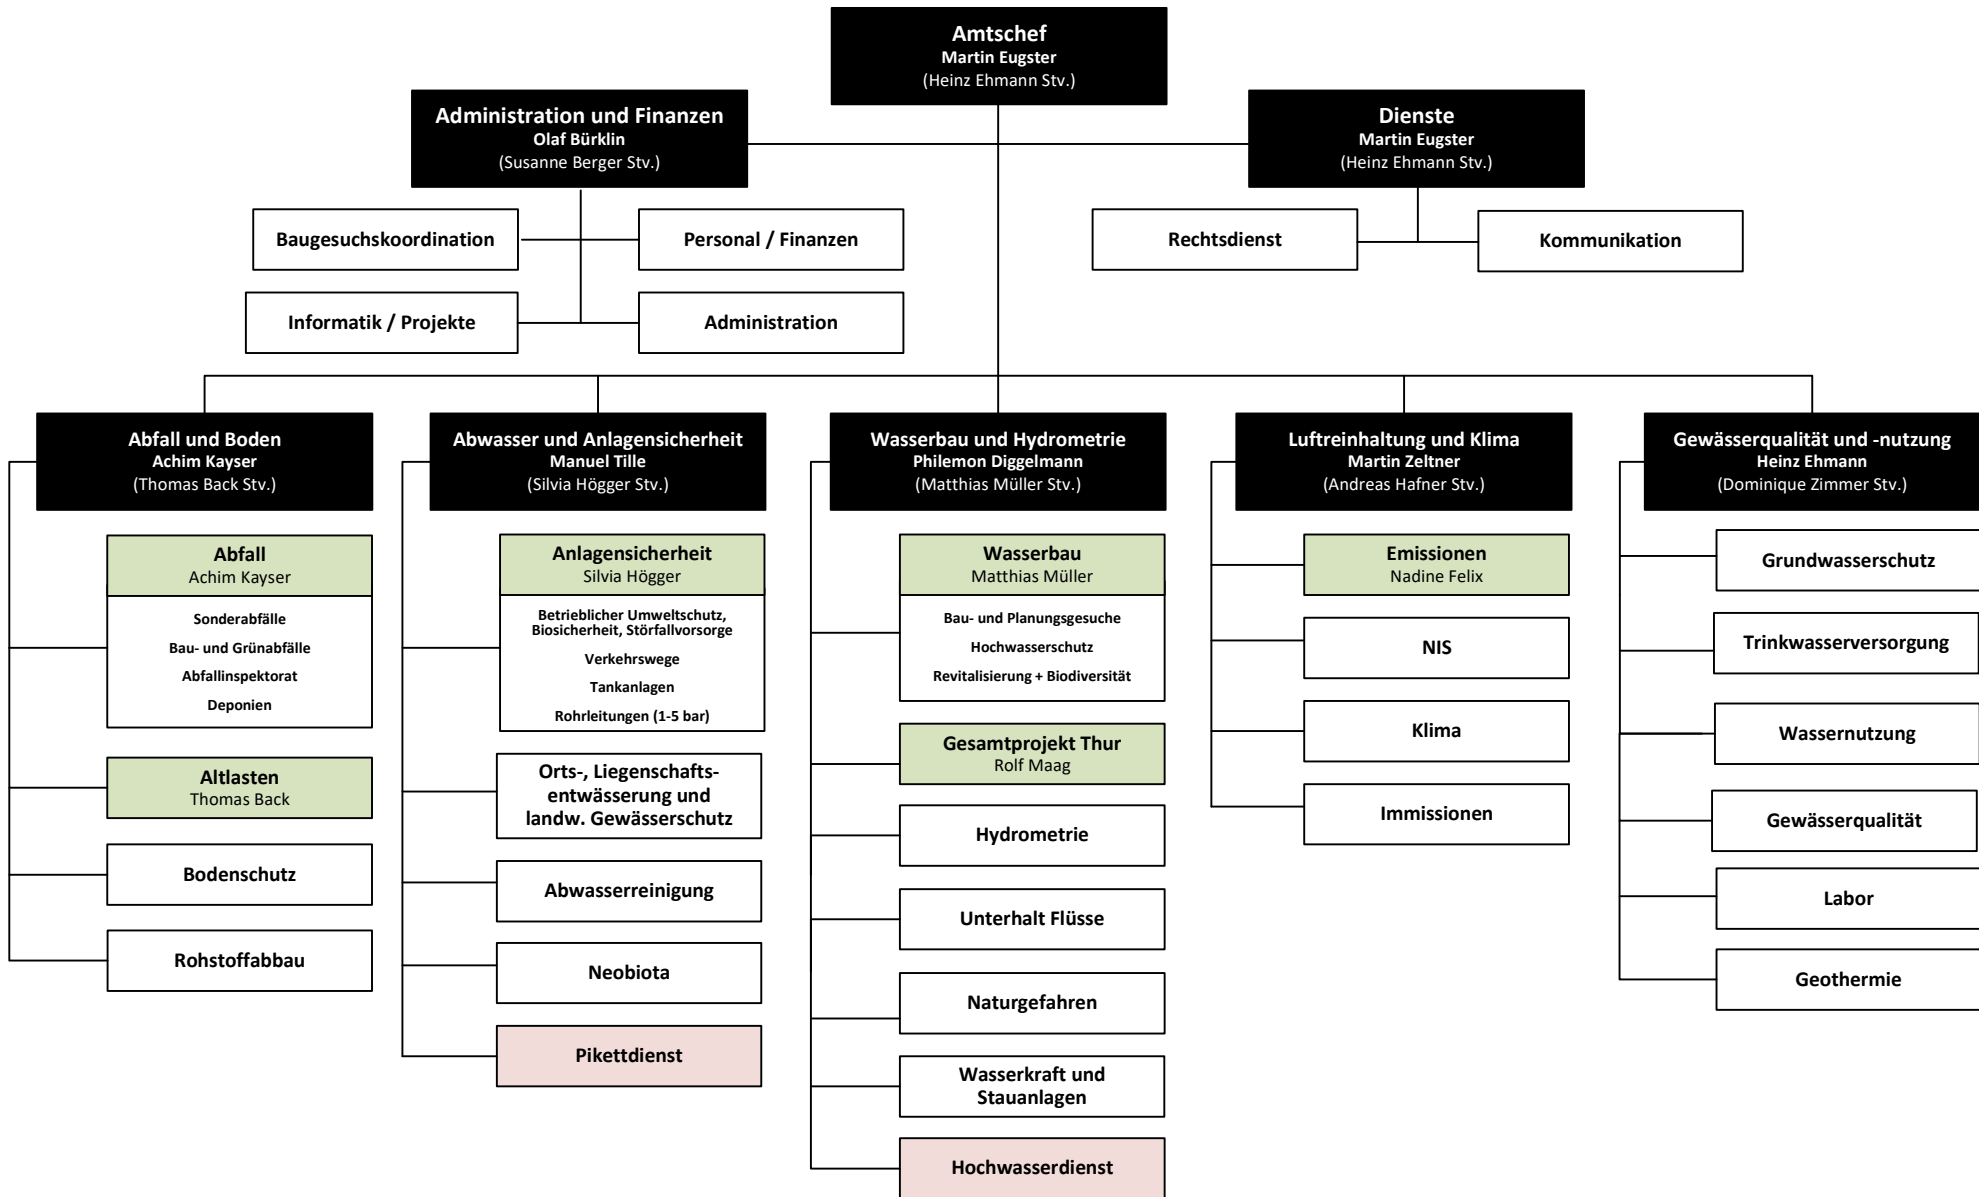 Amtschef
Martin Eugster
(Heinz Ehmann Stv.)
Administration und Finanzen
Olaf Bürklin
(Susanne Berger Stv.)
Dienste
Martin Eugster
(Heinz Ehmann Stv.)
Baugesuchskoordination
Personal / Finanzen
Informatik / Projekte
Administration
Rechtsdienst
Kommunikation
Abfall und Boden
Achim Kayser
(Thomas Back Stv.)
Abfall
Achim Kayser
Sonderabfälle
Bau- und Grünabfälle
Abfallinspektorat
Deponien
Altlasten
Thomas Back
Bodenschutz
Rohstoffabbau
Abwasser und Anlagensicherheit
Manuel Tille
(Silvia Högger Stv.)
Anlagensicherheit
Silvia Högger
Betrieblicher Umweltschutz,
Biosicherheit, Störfallvorsorge
Verkehrswege
Tankanlagen
Rohrleitungen (1-5 bar)
Orts-, Liegenschafts-
entwässerung und
landw. Gewässerschutz
Abwasserreinigung
Neobiota
Pikettdienst
Wasserbau und Hydrometrie
Philemon Diggelmann
(Matthias Müller Stv.)
Wasserbau
Matthias Müller
Bau- und Planungsgesuche
Hochwasserschutz
Revitalisierung + Biodiversität
Gesamtprojekt Thur
Rolf Maag
Hydrometrie
Unterhalt Flüsse
Naturgefahren
Wasserkraft und
Stauanlagen
Hochwasserdienst
Luftreinhaltung und Klima
Martin Zeltner
(Andreas Hafner Stv.)
Emissionen
Nadine Felix
NIS
Klima
Immissionen
Gewässerqualität und -nutzung
Heinz Ehmann
(Dominique Zimmer Stv.)
Grundwasserschutz
Trinkwasserversorgung
Wassernutzung
Gewässerqualität
Labor
Geothermie